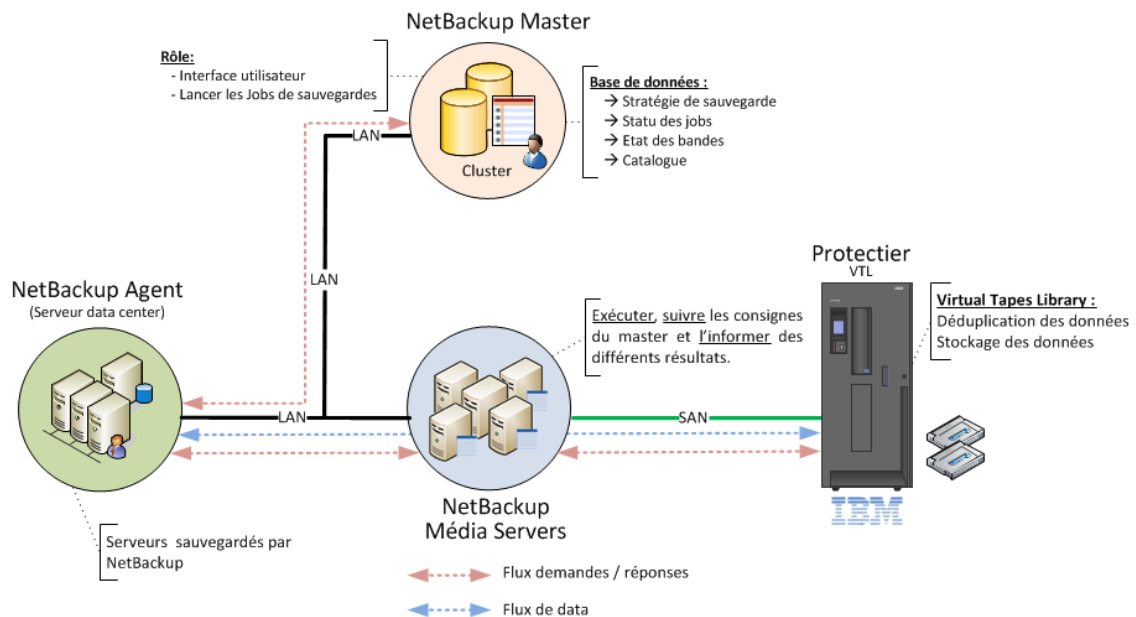 NetBackup Master
Rôle:
- Interface utilisateur
- Lancer les Jobs de sauvegardes
Base de données :
→ Stratégie de sauvegarde
→ Statu des jobs
→ Etat des bandes
→ Catalogue
LAN
Cluster
LAN
Protectier
VTL
NetBackup Agent
(Serveur data center)
Exécuter, suivre les consignes
du master et l'informer des
différents résultats.
Virtual Tapes Library :
Déduplication des données
Stockage des données
LAN
SAN
NetBackup
Média Servers
IBM
Serveurs sauvegardés par
NetBackup
Flux demandes / réponses
Flux de data